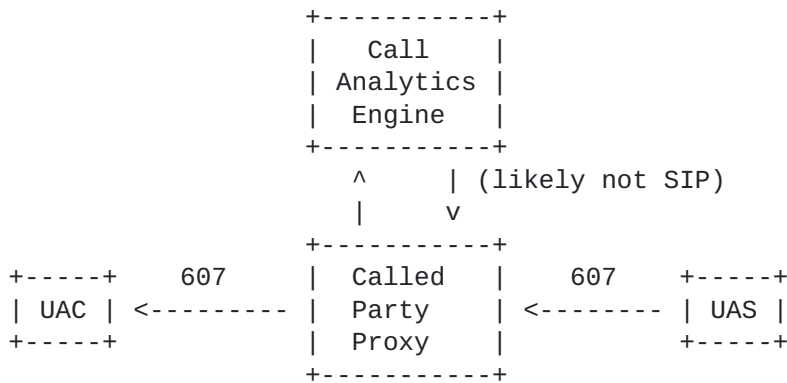 +-----------+
                   |   Call    |
                   | Analytics |
                   |  Engine   |
                   +-----------+
                      ^     | (likely not SIP)
                      |     v
                   +-----------+
+-----+    607     |  Called   |    607    +-----+
| UAC | <--------- |  Party    | <-------- | UAS |
+-----+            |  Proxy    |           +-----+
                   +-----------+